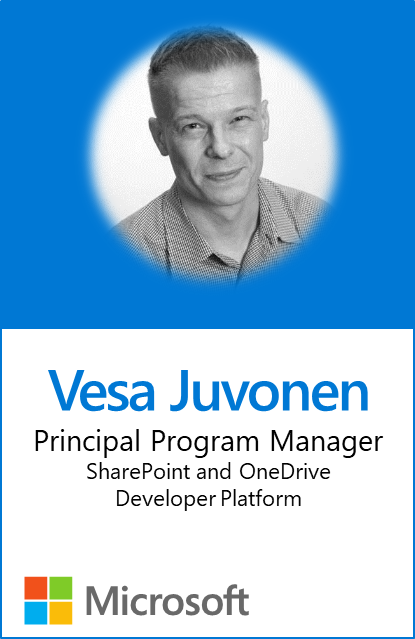 Vesa Juvonen
Principal Program Manager
SharePoint and OneDrive
Developer Platform
Microsoft